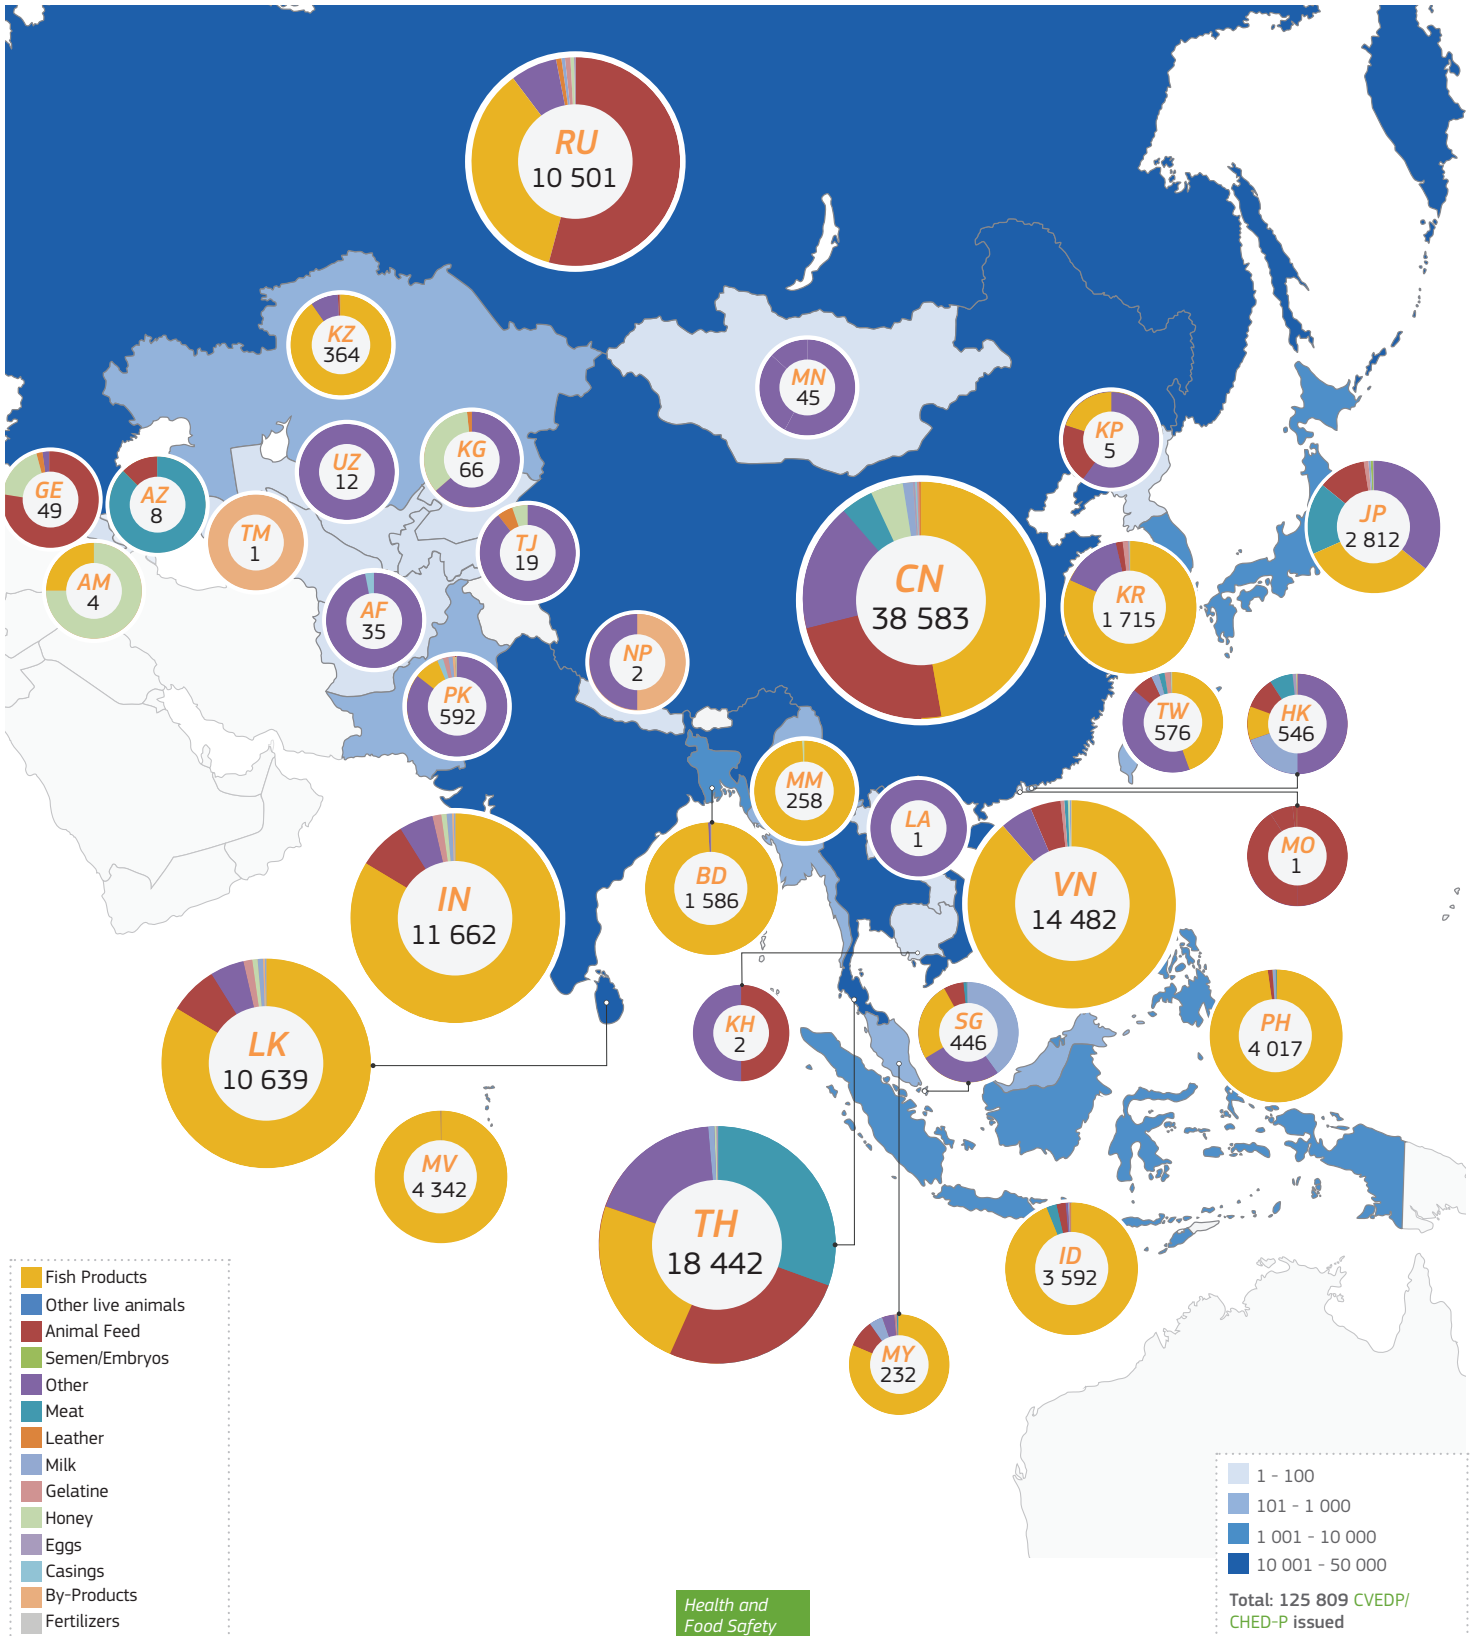 RU
10 501
KZ
364
MN
45
KP
5
UZ
12
KG
66
GE
49
AZ
8
TM
1
TJ
19
JP
2 812
AM
4
AF
35
CN
38 583
KR
1 715
NP
2
PK
592
TW
576
HK
546
MM
258
LA
1
MO
1
IN
11 662
BD
1 586
VN
14 482
LK
10 639
KH
2
SG
446
PH
4 017
MV
4 342
TH
18 442
ID
3 592
MY
232
Fish Products
Other live animals
Animal Feed
Semen/Embryos
Other
Meat
Leather
Milk
Gelatine
Honey
Eggs
Casings
By-Products
Fertilizers
Health and
Food Safety
1 - 100
101 - 1 000
1 001 - 10 000
10 001 - 50 000
Total: 125 809 CVEDP/
CHED-P issued